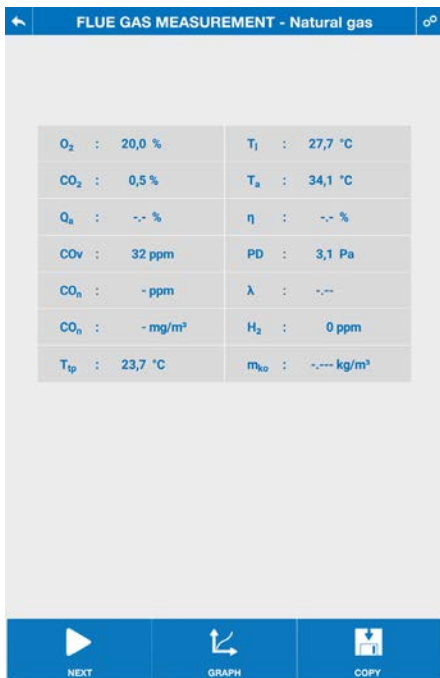 FLUE GAS MEASUREMENT - Natural gas
O₂ : 20,0 % Tₗ : 27,7 °C
CO₂ : 0,5 % Tₐ : 34,1 °C
Qₐ : -.- % η : -.- %
COv : 32 ppm PD : 3,1 Pa
COₙ : - ppm λ : -.--
COₙ : - mg/m³ H₂ : 0 ppm
Tₜₚ : 23,7 °C mₖₒ : -.--- kg/m³
NEXT GRAPH COPY